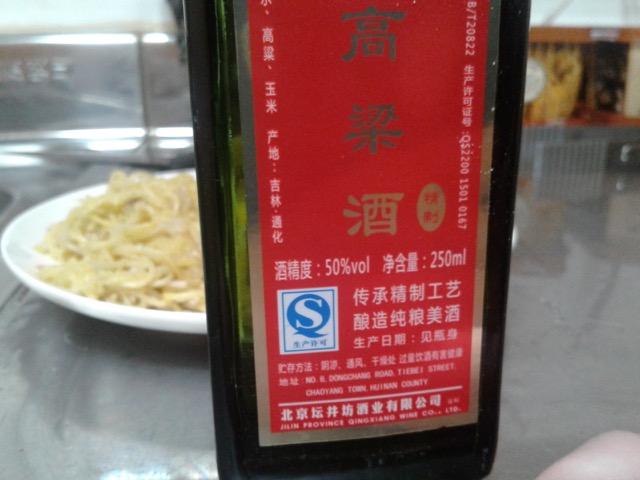 高粱酒
精制
水、高粱、玉米 产地：吉林·通化
B/T20822 生产许可证号：QS2200 1501 0167
酒精度：50%vol 净含量：250ml
生产许可
传承精制工艺
酿造纯粮美酒
生产日期：见瓶身
贮存方法：阴凉、通风、干燥处 过量饮酒有害健康
地址：NO.8,DONGCHANG ROAD,TIEBEI STREET,
CHAOYANG TOWN,HUINAN COUNTY
北京坛井坊酒业有限公司
JILIN PROVINCE QINGXIANG WINE CO., LTD.